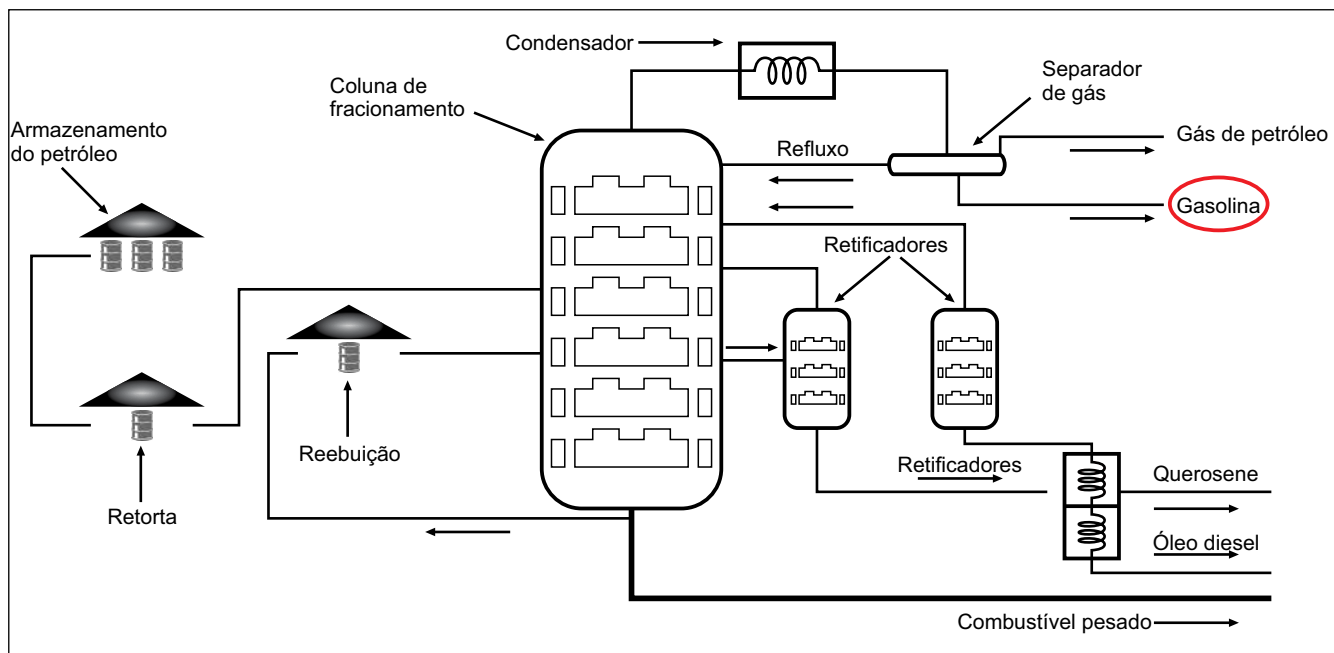 Condensador
Coluna de
fracionamento
Separador
de gás
Armazenamento
do petróleo
Gás de petróleo
Refluxo
Gasolina
Retificadores
Reebuição
Retificadores
Querosene
Retorta
Óleo diesel
Combustível pesado